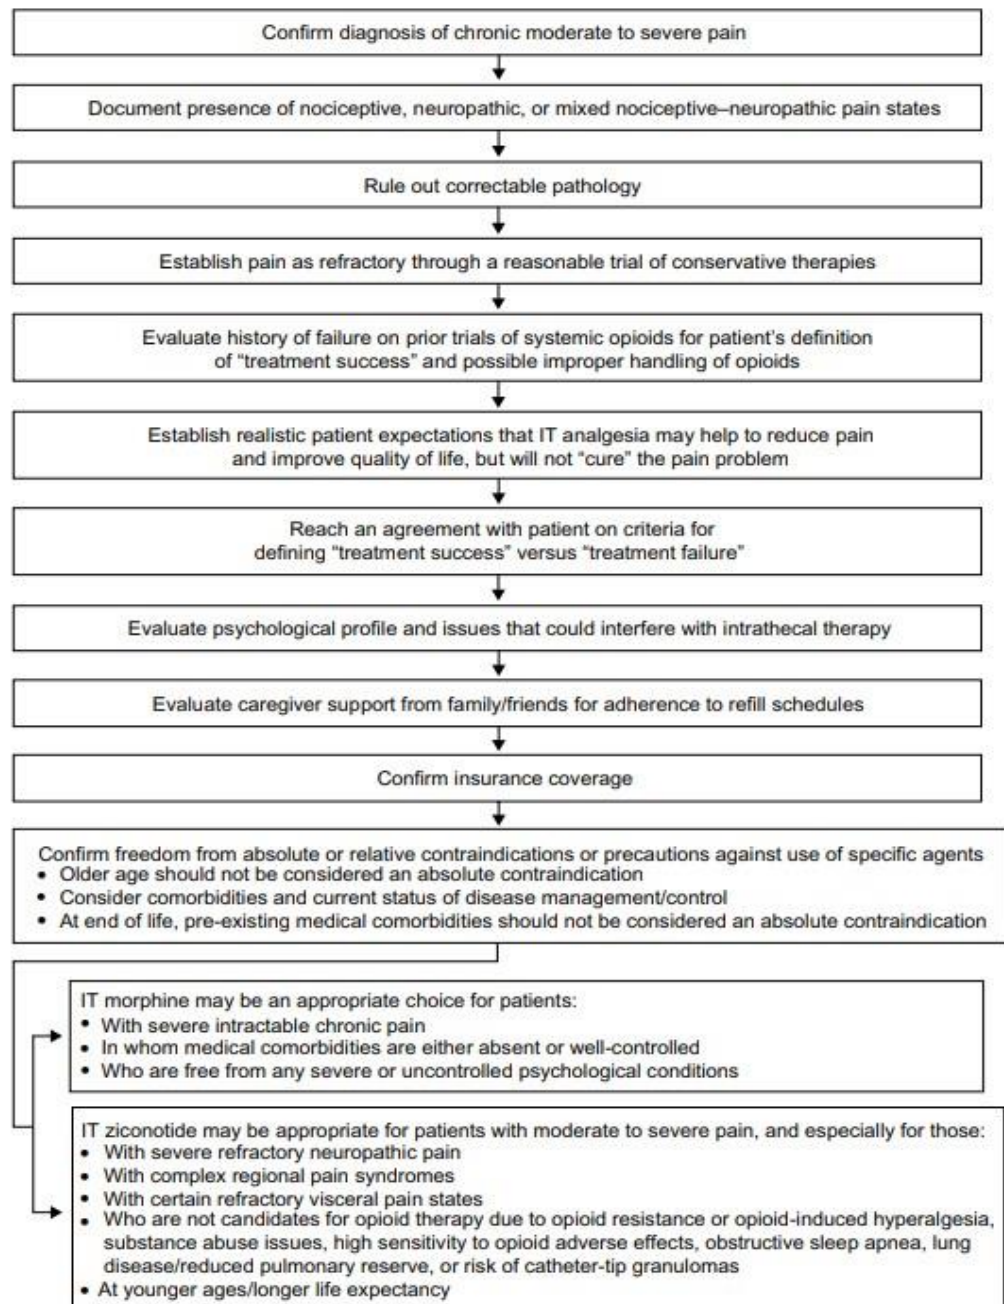 Confirm diagnosis of chronic moderate to severe pain
Document presence of nociceptive, neuropathic, or mixed nociceptive–neuropathic pain states
Rule out correctable pathology
Establish pain as refractory through a reasonable trial of conservative therapies
Evaluate history of failure on prior trials of systemic opioids for patient's definition
of "treatment success" and possible improper handling of opioids
Establish realistic patient expectations that IT analgesia may help to reduce pain
and improve quality of life, but will not "cure" the pain problem
Reach an agreement with patient on criteria for
defining "treatment success" versus "treatment failure"
Evaluate psychological profile and issues that could interfere with intrathecal therapy
Evaluate caregiver support from family/friends for adherence to refill schedules
Confirm insurance coverage
Confirm freedom from absolute or relative contraindications or precautions against use of specific agents
• Older age should not be considered an absolute contraindication
• Consider comorbidities and current status of disease management/control
• At end of life, pre-existing medical comorbidities should not be considered an absolute contraindication
IT morphine may be an appropriate choice for patients:
• With severe intractable chronic pain
• In whom medical comorbidities are either absent or well-controlled
• Who are free from any severe or uncontrolled psychological conditions
IT ziconotide may be appropriate for patients with moderate to severe pain, and especially for those:
• With severe refractory neuropathic pain
• With complex regional pain syndromes
• With certain refractory visceral pain states
• Who are not candidates for opioid therapy due to opioid resistance or opioid-induced hyperalgesia,
substance abuse issues, high sensitivity to opioid adverse effects, obstructive sleep apnea, lung
disease/reduced pulmonary reserve, or risk of catheter-tip granulomas
• At younger ages/longer life expectancy